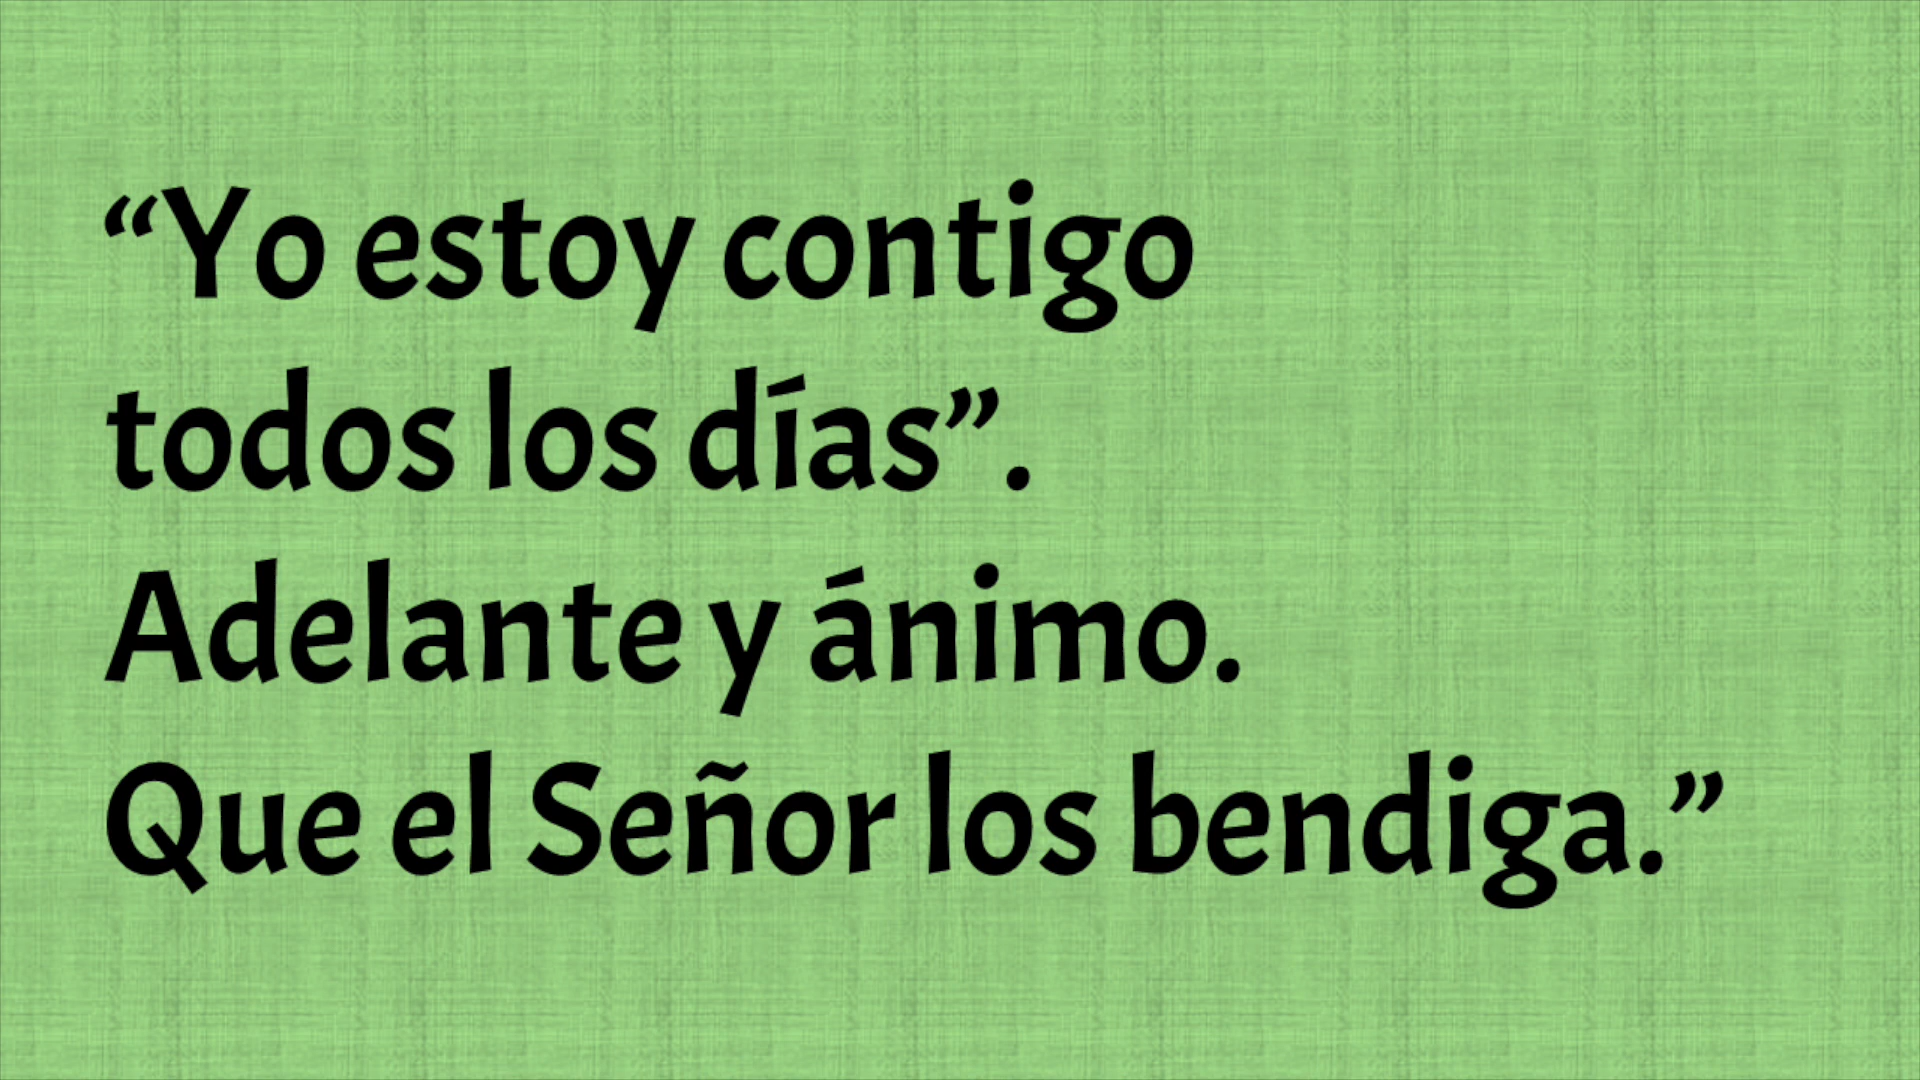 “Yo estoy contigo
todos los días”.
Adelante y ánimo.
Que el Señor los bendiga.”